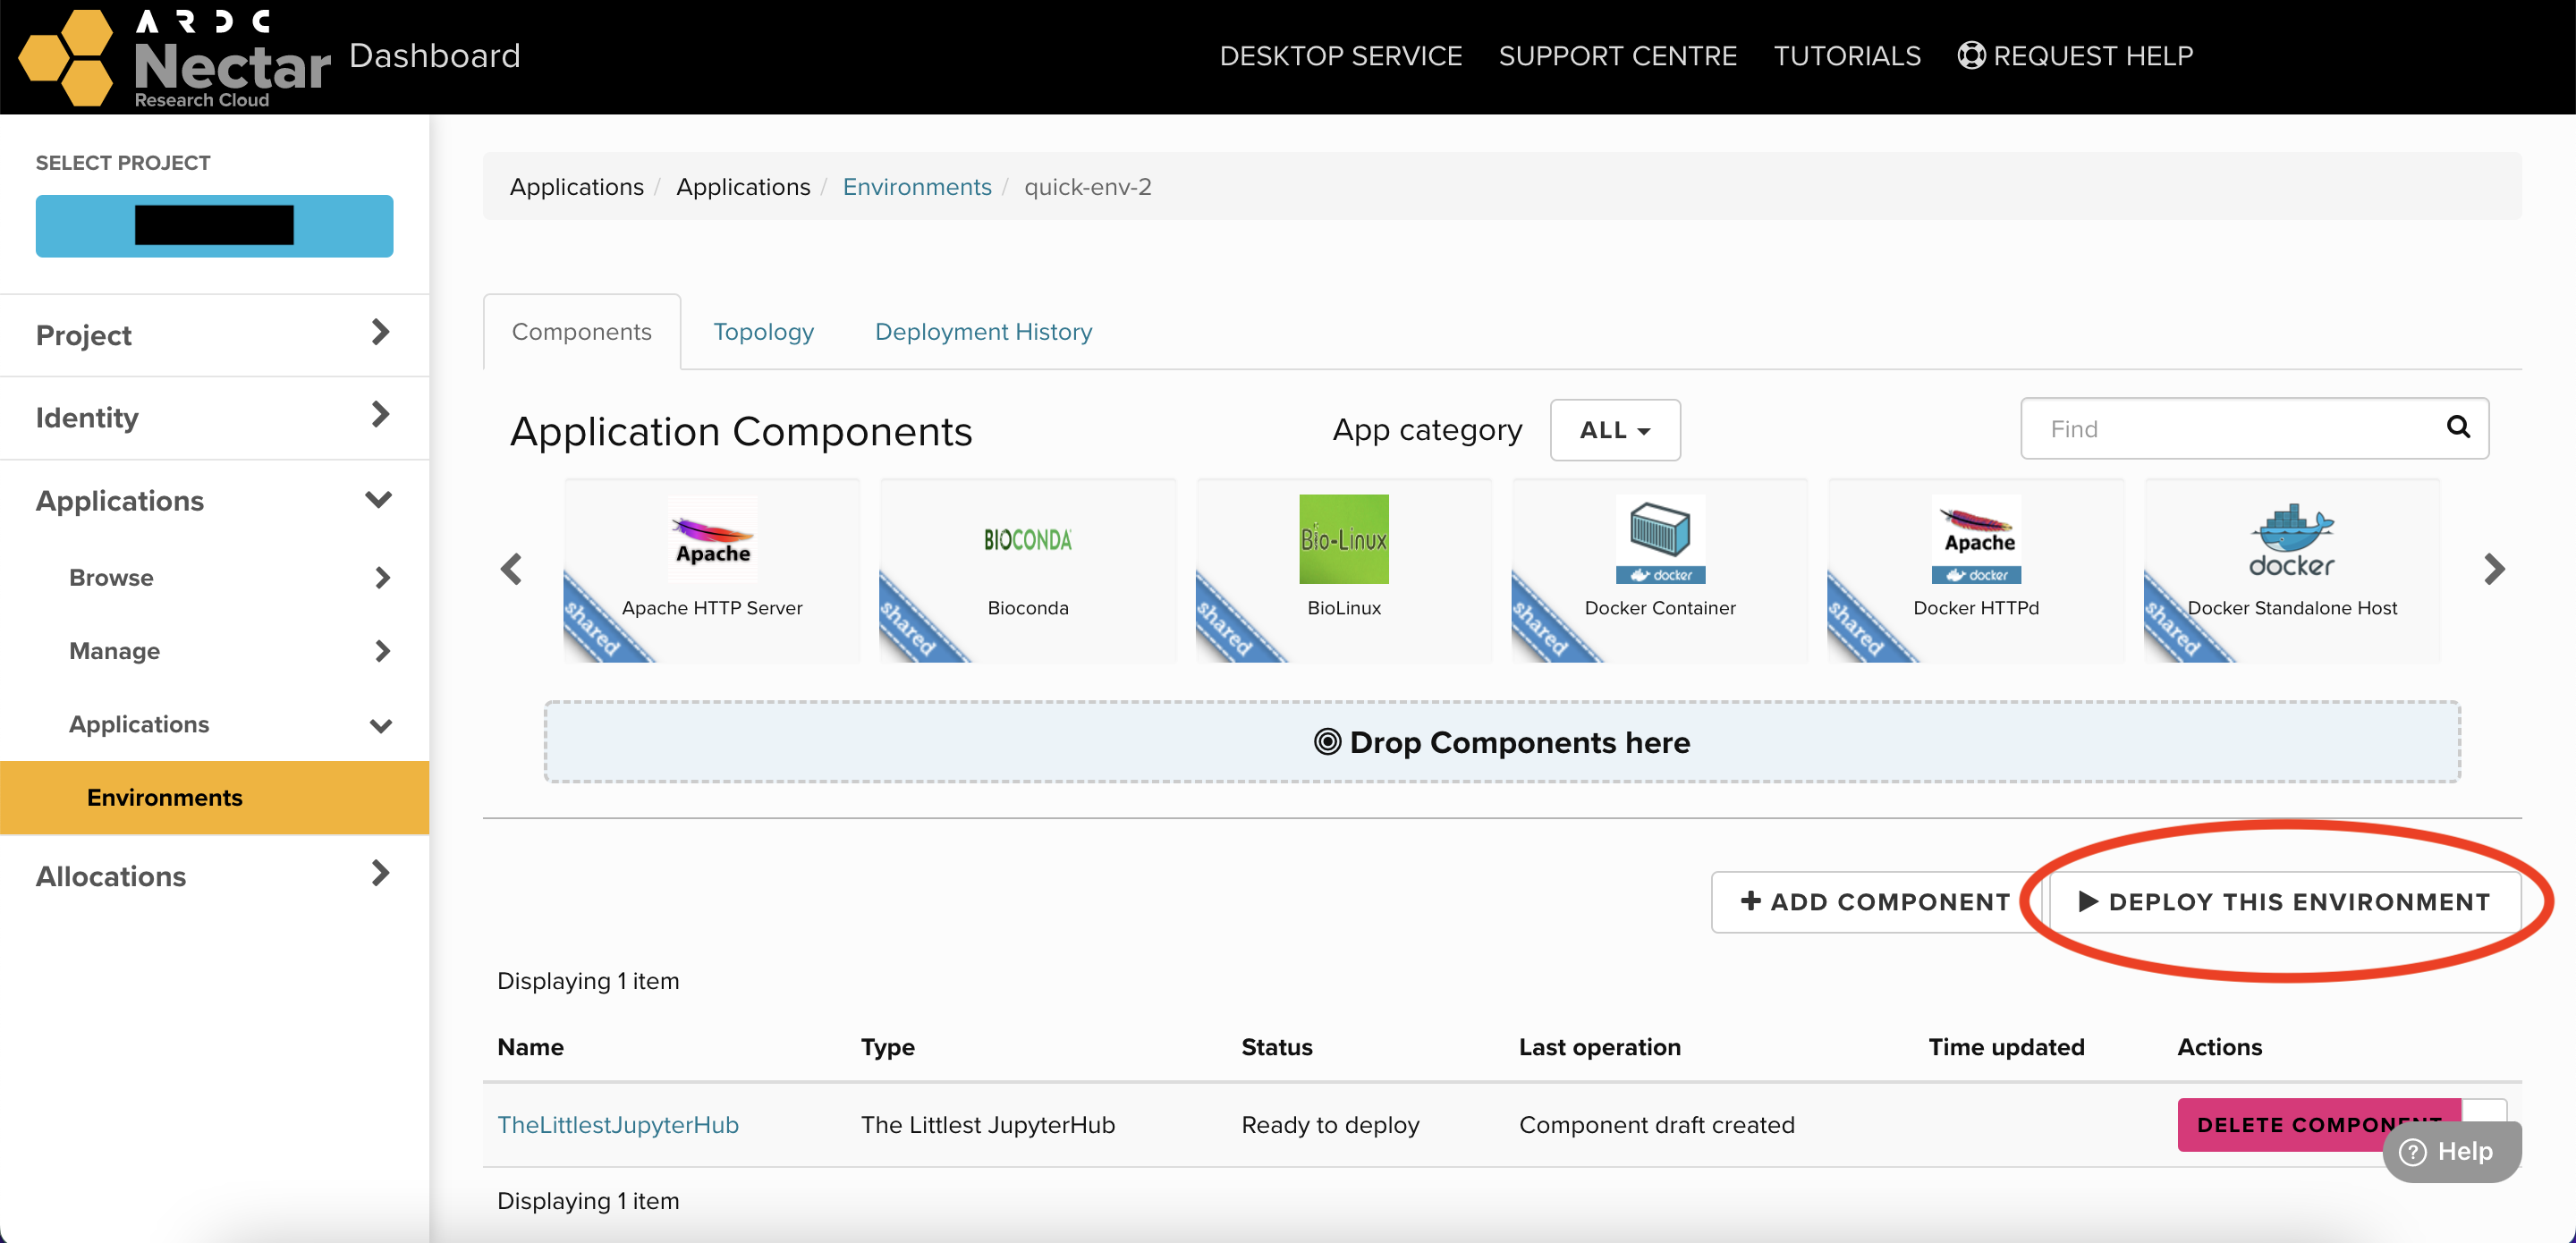 ARDC
Nectar
Research Cloud
Dashboard
DESKTOP SERVICE SUPPORT CENTRE TUTORIALS REQUEST HELP
SELECT PROJECT
Project
Identity
Applications
Browse
Manage
Applications
Environments
Allocations
Applications / Applications / Environments / quick-env-2
Components Topology Deployment History
Application Components App category ALL Find
Apache
shared
Apache HTTP Server
BIOCONDA
shared
Bioconda
Bio-Linux
shared
BioLinux
docker
shared
Docker Container
Apache
docker
shared
Docker HTTPd
docker
shared
Docker Standalone Host
Drop Components here
+ ADD COMPONENT DEPLOY THIS ENVIRONMENT
Displaying 1 item
Name Type Status Last operation Time updated Actions
TheLittlestJupyterHub The Littlest JupyterHub Ready to deploy Component draft created DELETE COMPONENT
? Help
Displaying 1 item